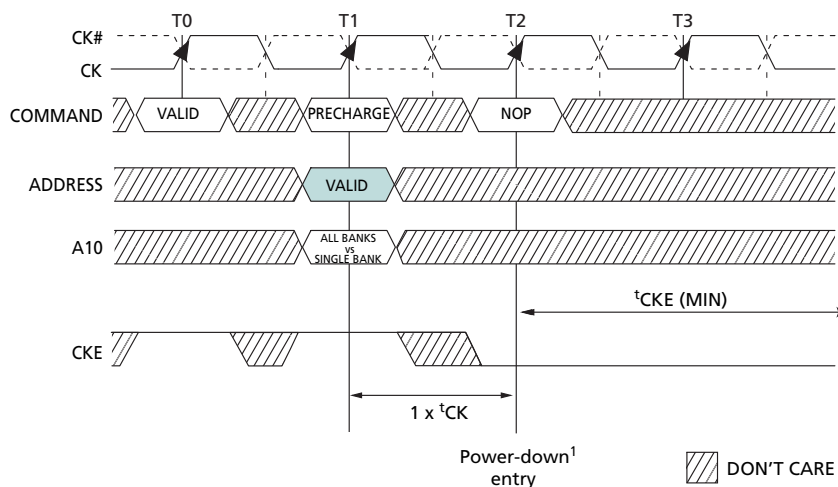 T0 T1 T2 T3
CK#
CK
COMMAND VALID PRECHARGE NOP
ADDRESS VALID
A10 ALL BANKS
vs
SINGLE BANK
tCKE (MIN)
CKE
1 x tCK
Power-down1
entry
DON'T CARE